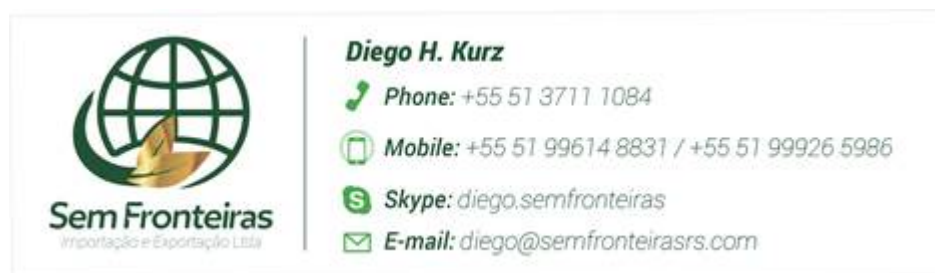 Sem Fronteiras
Importação e Exportação Ltda
Diego H. Kurz
Phone: +55 51 3711 1084
Mobile: +55 51 99614 8831 / +55 51 99926 5986
Skype: diego.semfronteiras
E-mail: diego@semfronteirasrs.com